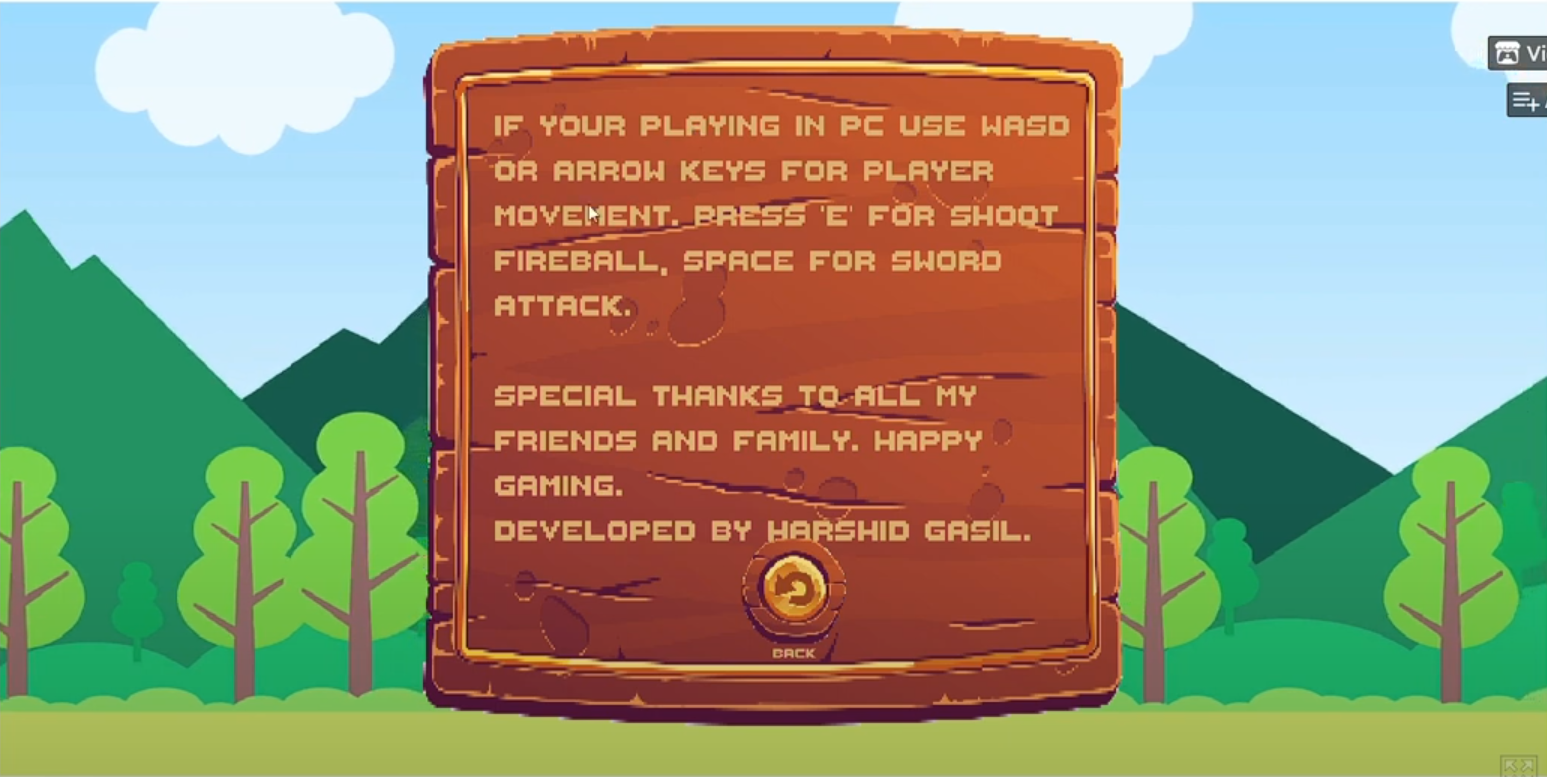 IF YOUR PLAYING IN PC USE WASD
OR ARROW KEYS FOR PLAYER
MOVEMENT. PRESS 'E' FOR SHOOT
FIREBALL, SPACE FOR SWORD
ATTACK.
SPECIAL THANKS TO ALL MY
FRIENDS AND FAMILY. HAPPY
GAMING.
DEVELOPED BY HARSHID GASIL.
BACK